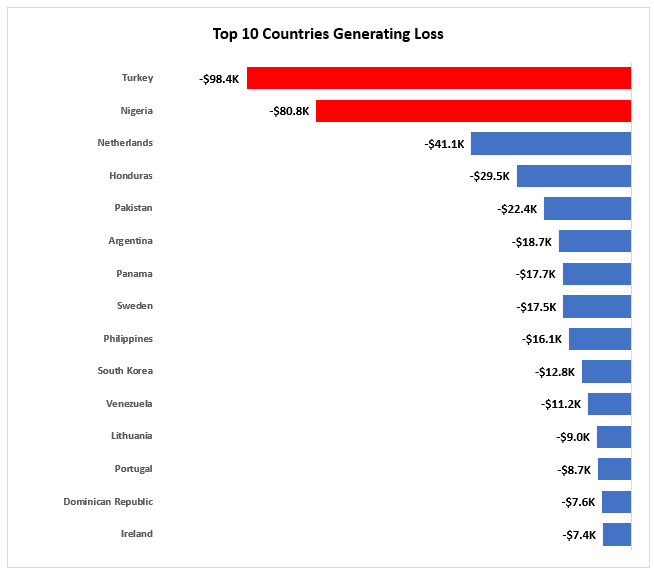 Top 10 Countries Generating Loss
Turkey -$98.4K
Nigeria -$80.8K
Netherlands -$41.1K
Honduras -$29.5K
Pakistan -$22.4K
Argentina -$18.7K
Panama -$17.7K
Sweden -$17.5K
Philippines -$16.1K
South Korea -$12.8K
Venezuela -$11.2K
Lithuania -$9.0K
Portugal -$8.7K
Dominican Republic -$7.6K
Ireland -$7.4K